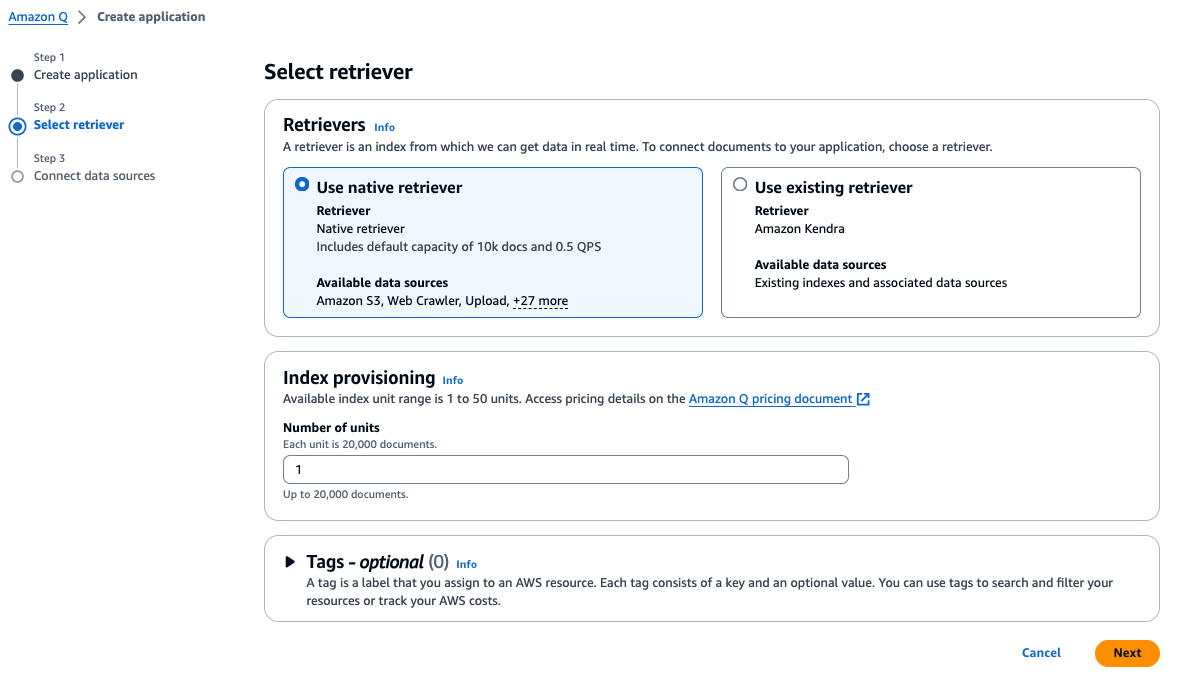 Amazon Q > Create application
Step 1
Create application
Step 2
Select retriever
Step 3
Connect data sources
Select retriever
Retrievers Info
A retriever is an index from which we can get data in real time. To connect documents to your application, choose a retriever.
Use native retriever
Retriever
Native retriever
Includes default capacity of 10k docs and 0.5 QPS
Available data sources
Amazon S3, Web Crawler, Upload, +27 more
Use existing retriever
Retriever
Amazon Kendra
Available data sources
Existing indexes and associated data sources
Index provisioning Info
Available index unit range is 1 to 50 units. Access pricing details on the Amazon Q pricing document
Number of units
Each unit is 20,000 documents.
1
Up to 20,000 documents.
Tags - optional (0) Info
A tag is a label that you assign to an AWS resource. Each tag consists of a key and an optional value. You can use tags to search and filter your
resources or track your AWS costs.
Cancel
Next